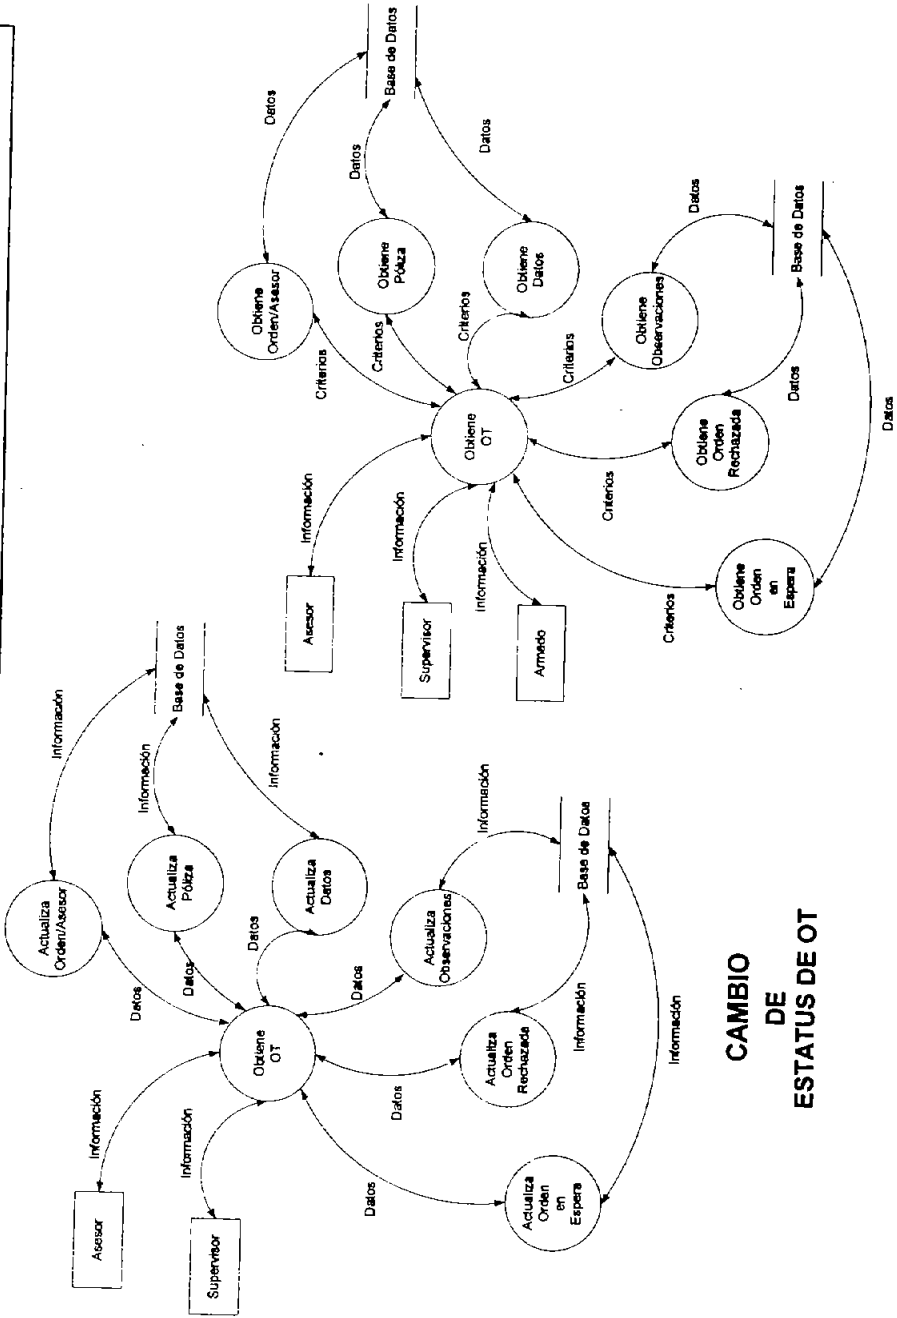 Asesor
Información
Supervisor
Información
Obtiene
OT
Datos
Actualiza
Orden/Asesor
Información
Datos
Actualiza
Póliza
Información
Base de Datos
Datos
Actualiza
Datos
Información
Datos
Actualiza
Observaciones
Información
Datos
Actualiza
Orden
Rechazada
Información
Base de Datos
Datos
Actualiza
Orden
en
Espera
Información
Asesor
Información
Supervisor
Información
Armado
Información
Obtiene
OT
Criterios
Obtiene
Orden/Asesor
Datos
Criterios
Obtiene
Póliza
Datos
Base de Datos
Criterios
Obtiene
Datos
Datos
Criterios
Obtiene
Observaciones
Datos
Criterios
Obtiene
Orden
Rechazada
Datos
Base de Datos
Criterios
Obtiene
Orden
en
Espera
Datos
CAMBIO
DE
ESTATUS DE OT